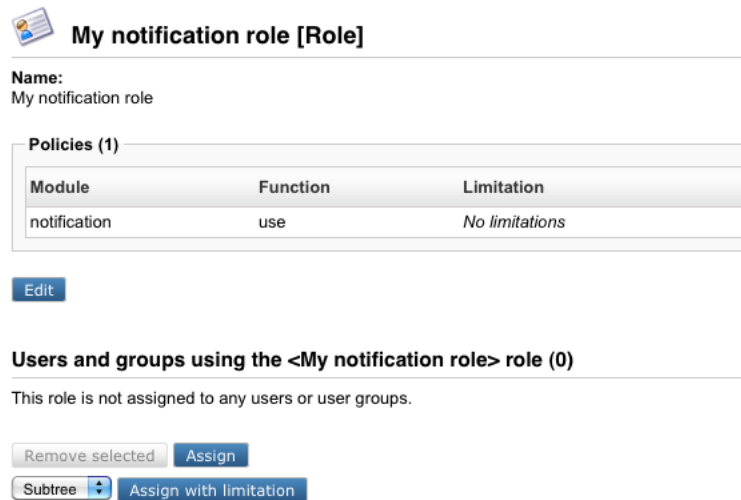 My notification role [Role]
Name:
My notification role
Policies (1)
Module Function Limitation
notification use No limitations
Edit
Users and groups using the <My notification role> role (0)
This role is not assigned to any users or user groups.
Remove selected Assign
Subtree Assign with limitation